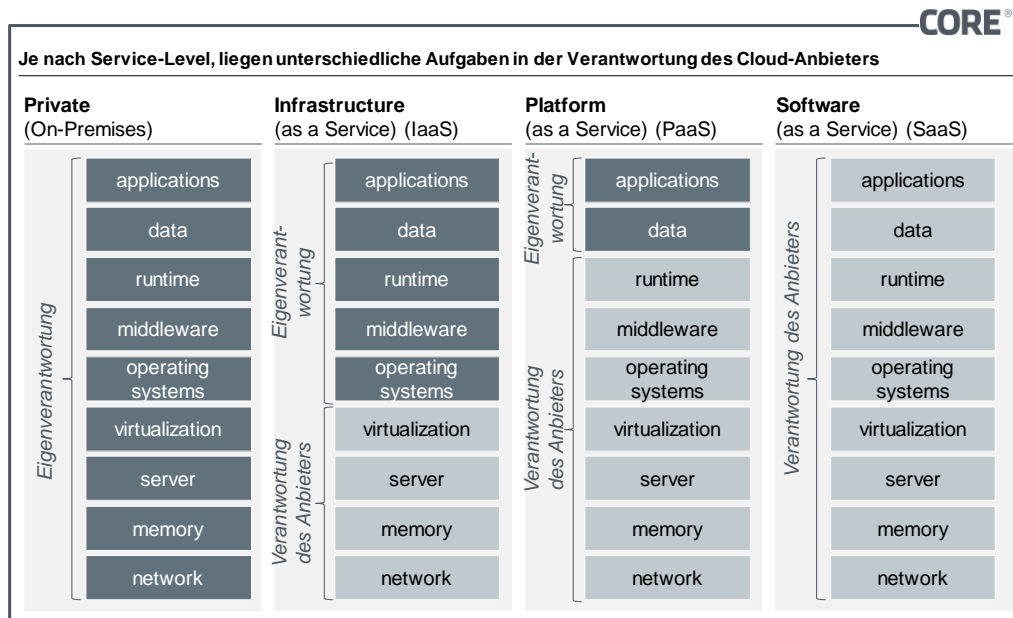 CORE®
Je nach Service-Level, liegen unterschiedliche Aufgaben in der Verantwortung des Cloud-Anbieters
Private
(On-Premises)
Eigenverantwortung
applications
data
runtime
middleware
operating
systems
virtualization
server
memory
network
Infrastructure
(as a Service) (IaaS)
Eigenverant-
wortung
Verantwortung
des Anbieters
applications
data
runtime
middleware
operating
systems
virtualization
server
memory
network
Platform
(as a Service) (PaaS)
Eigenverant-
wortung
Verantwortung
des Anbieters
applications
data
runtime
middleware
operating
systems
virtualization
server
memory
network
Software
(as a Service) (SaaS)
Verantwortung des Anbieters
applications
data
runtime
middleware
operating
systems
virtualization
server
memory
network